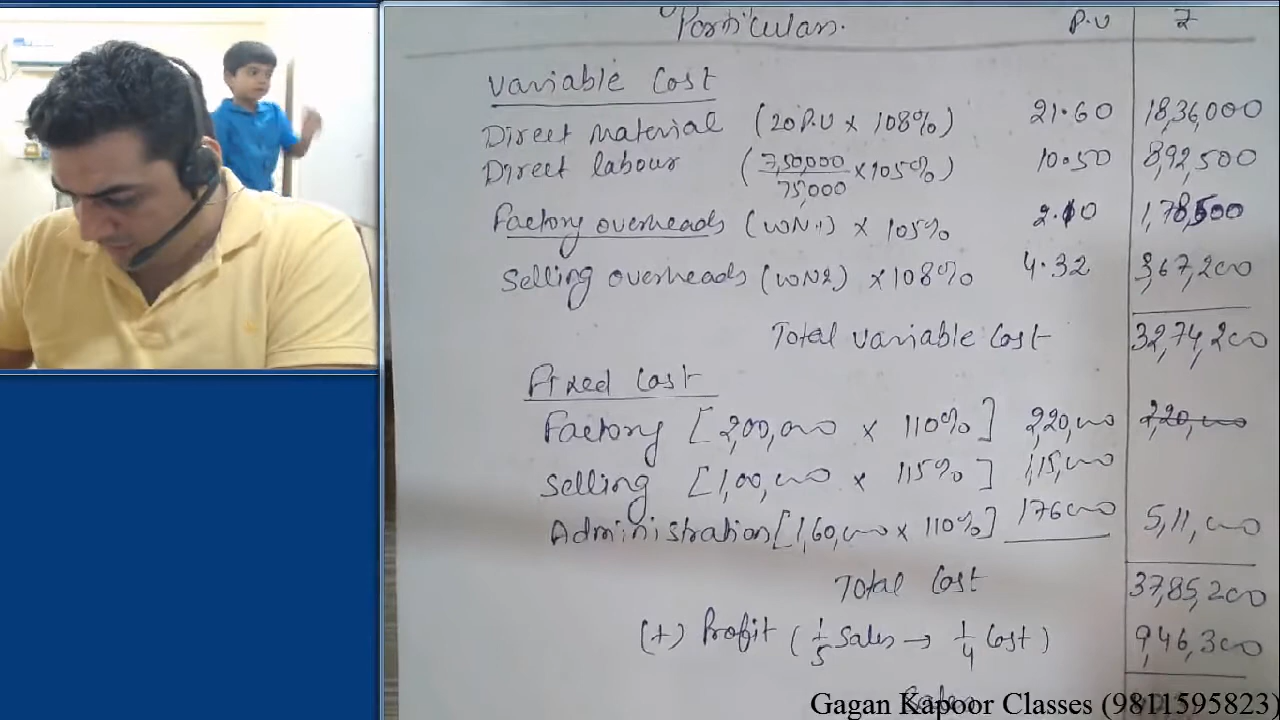 Particulars. P.U ₹
Variable Cost
Direct Material (20 P.U x 108%) 21.60 18,36,000
Direct labour (7,50,000/75,000 x 105%) 10.50 8,92,500
Factory overheads (WN.1) x 105% 2.10 1,78,500
Selling overheads (WN2) x 108% 4.32 3,67,200
Total Variable Cost 32,74,200
Fixed Cost
Factory [2,00,000 x 110%] 2,20,000 2,20,000
Selling [1,00,000 x 115%] 1,15,000
Administration [1,60,000 x 110%] 176000 5,11,000
Total Cost 37,85,200
(+) Profit (1/5 Sales → 1/4 Cost) 9,46,300
Sales
Gagan Kapoor Classes (9811595823)